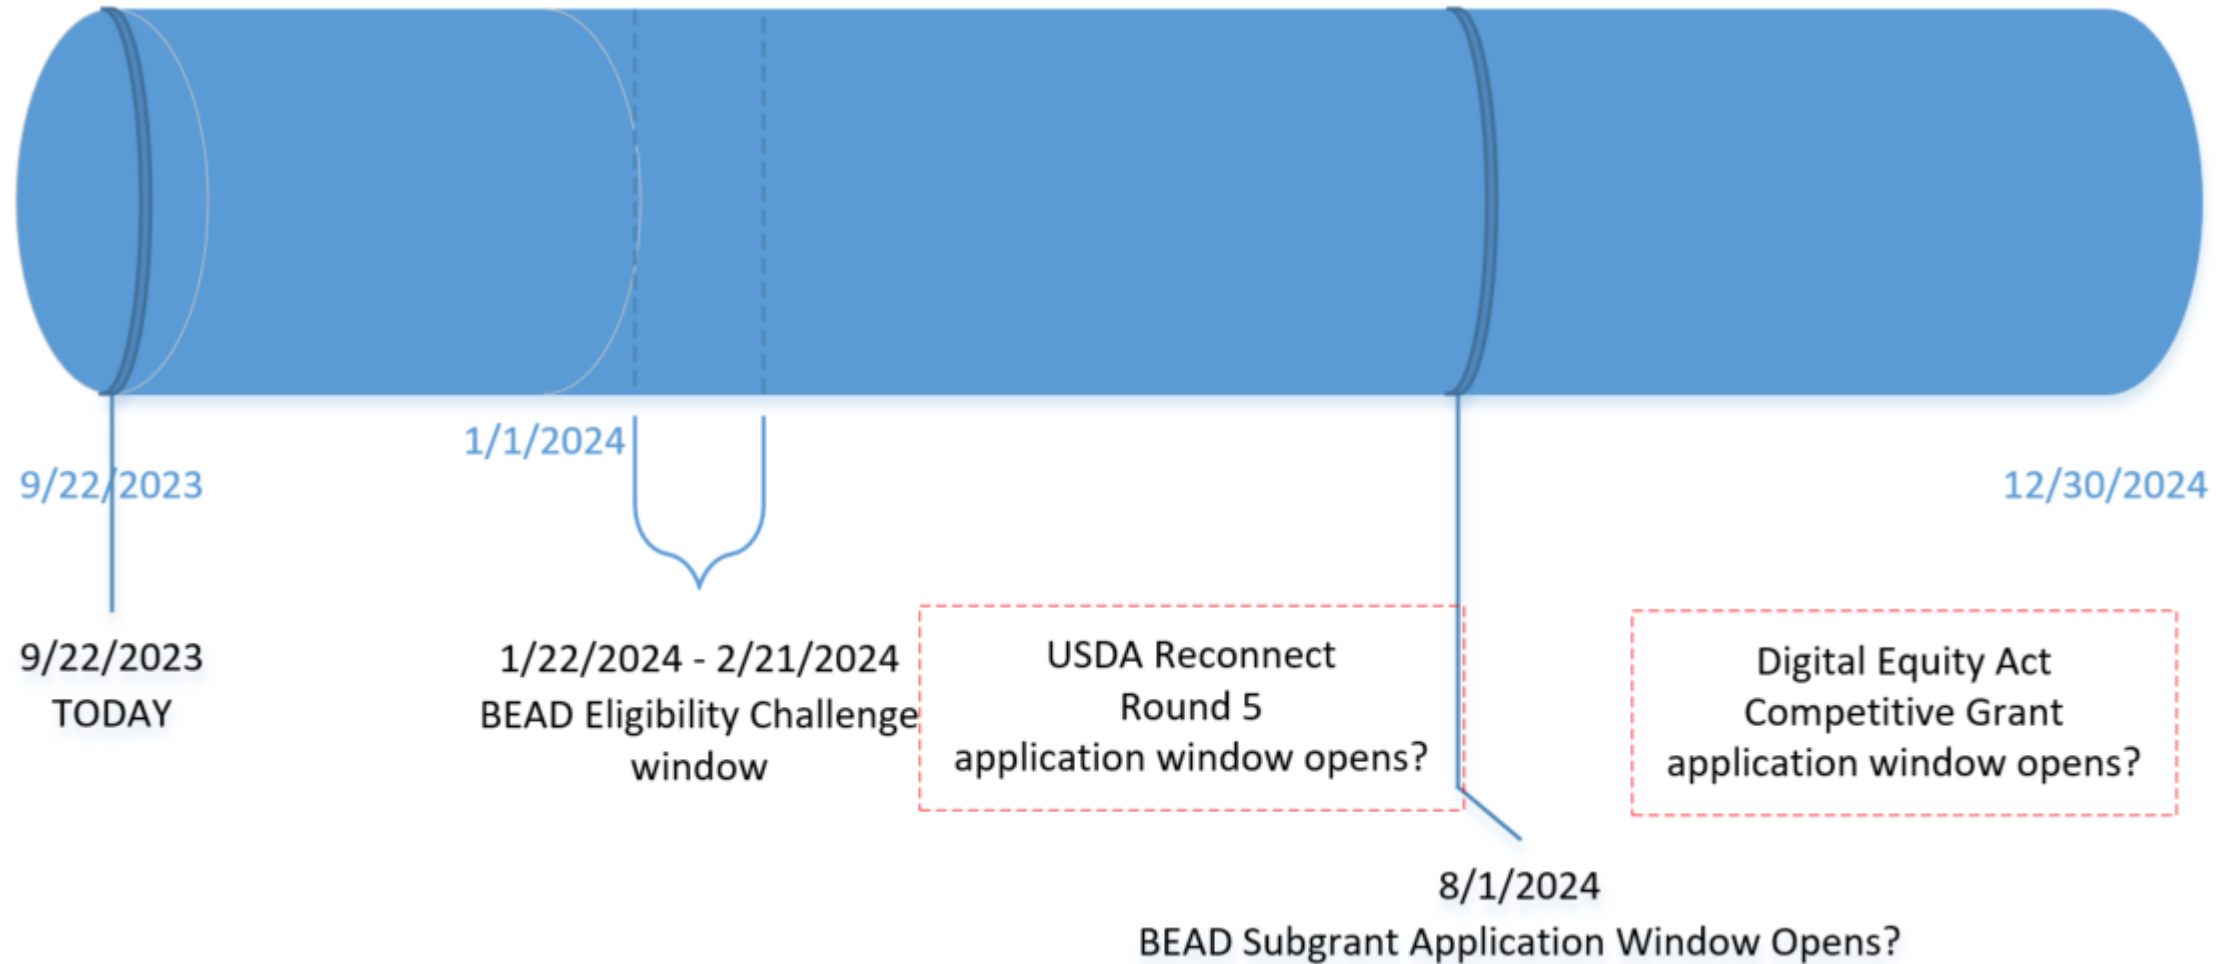 1/1/2024
9/22/2023
12/30/2024
9/22/2023
TODAY
1/22/2024 - 2/21/2024
BEAD Eligibility Challenge
window
USDA Reconnect
Round 5
application window opens?
Digital Equity Act
Competitive Grant
application window opens?
8/1/2024
BEAD Subgrant Application Window Opens?